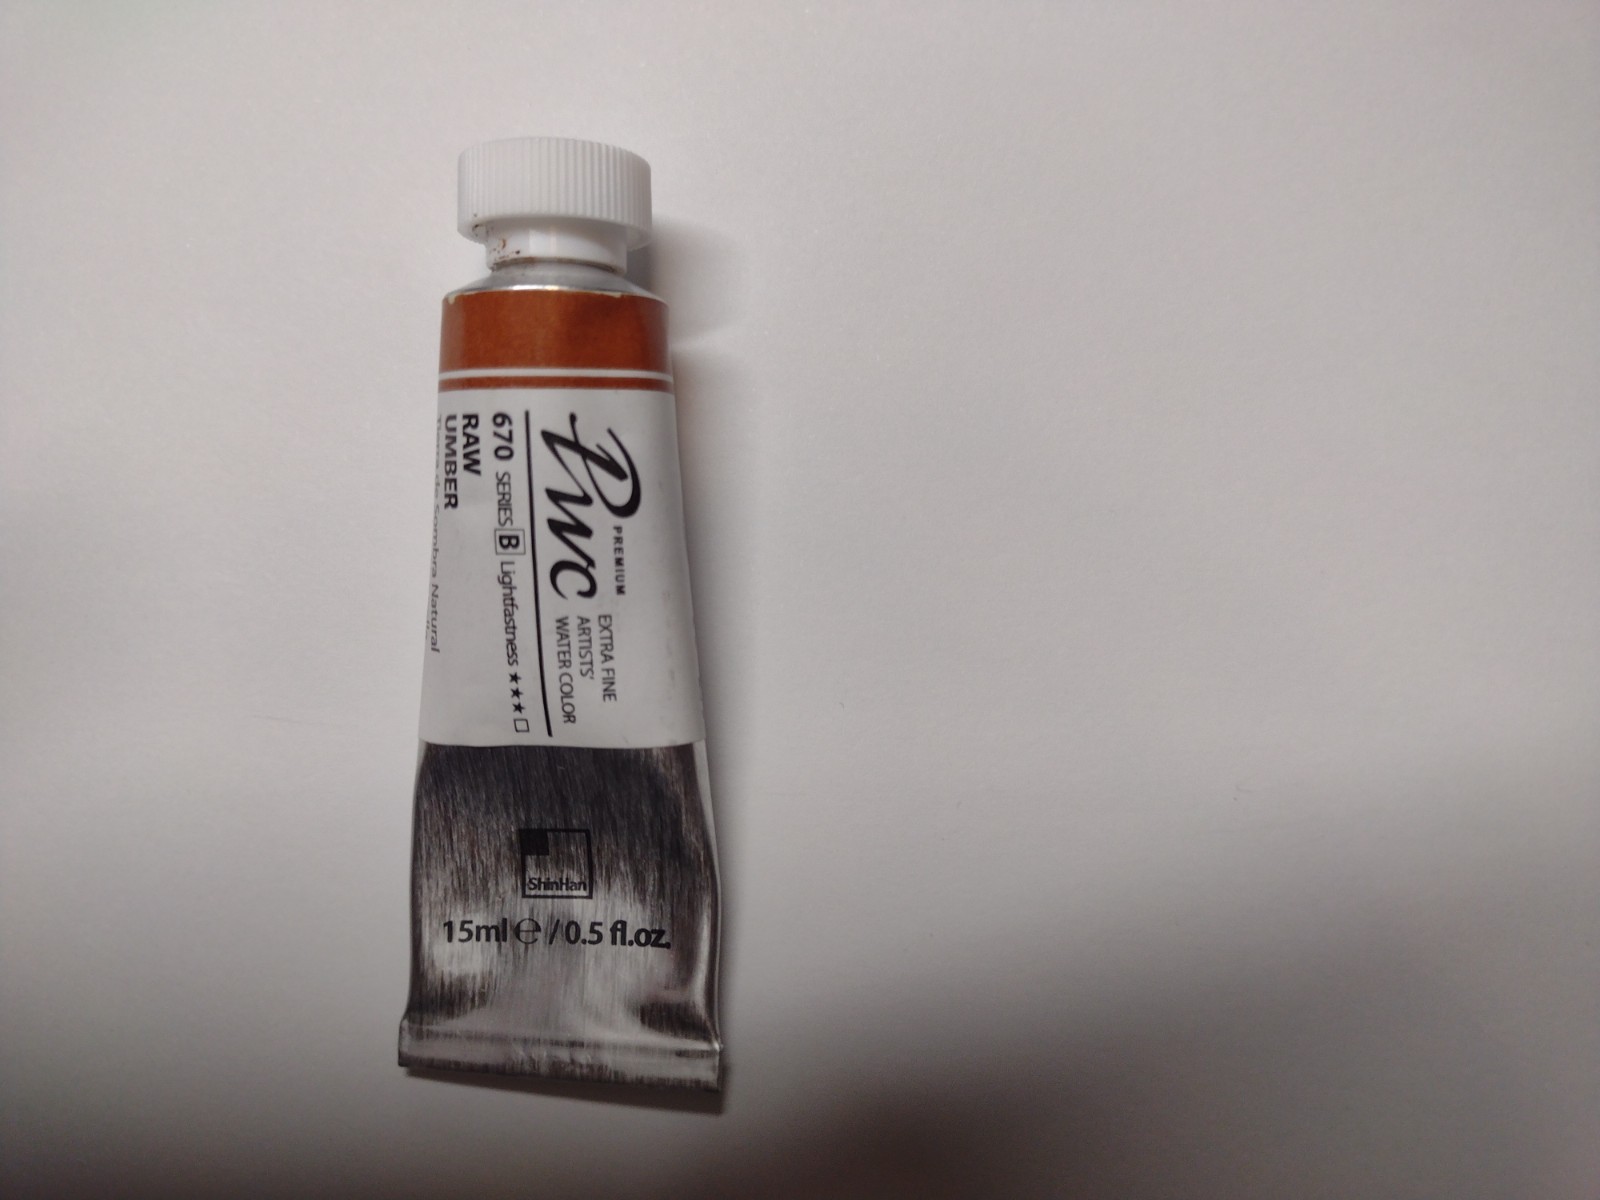 Pwc PREMIUM
EXTRA FINE
ARTISTS'
WATER COLOR
670 SERIES B Lightfastness ★★★☐
RAW
UMBER
Tierra de Sombra Natural
ShinHan
15ml ℮ / 0.5 fl.oz.